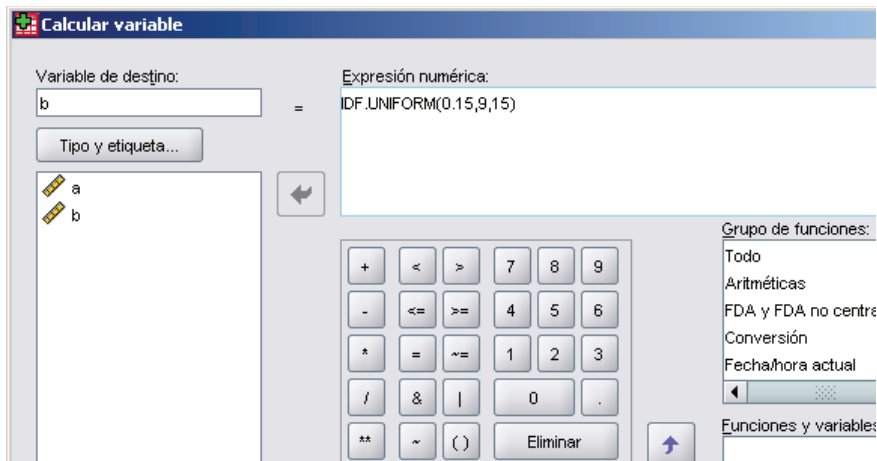 Calcular variable
Variable de destino:
Expresión numérica:
b
=
IDF.UNIFORM(0.15,9,15)
Tipo y etiqueta...
a
b
Grupo de funciones:
Todo
Aritméticas
FDA y FDA no centra
Conversión
Fecha/hora actual
+ < > 7 8 9
- <= >= 4 5 6
* = ~= 1 2 3
/ & | 0 .
** ~ ( ) Eliminar
Funciones y variables